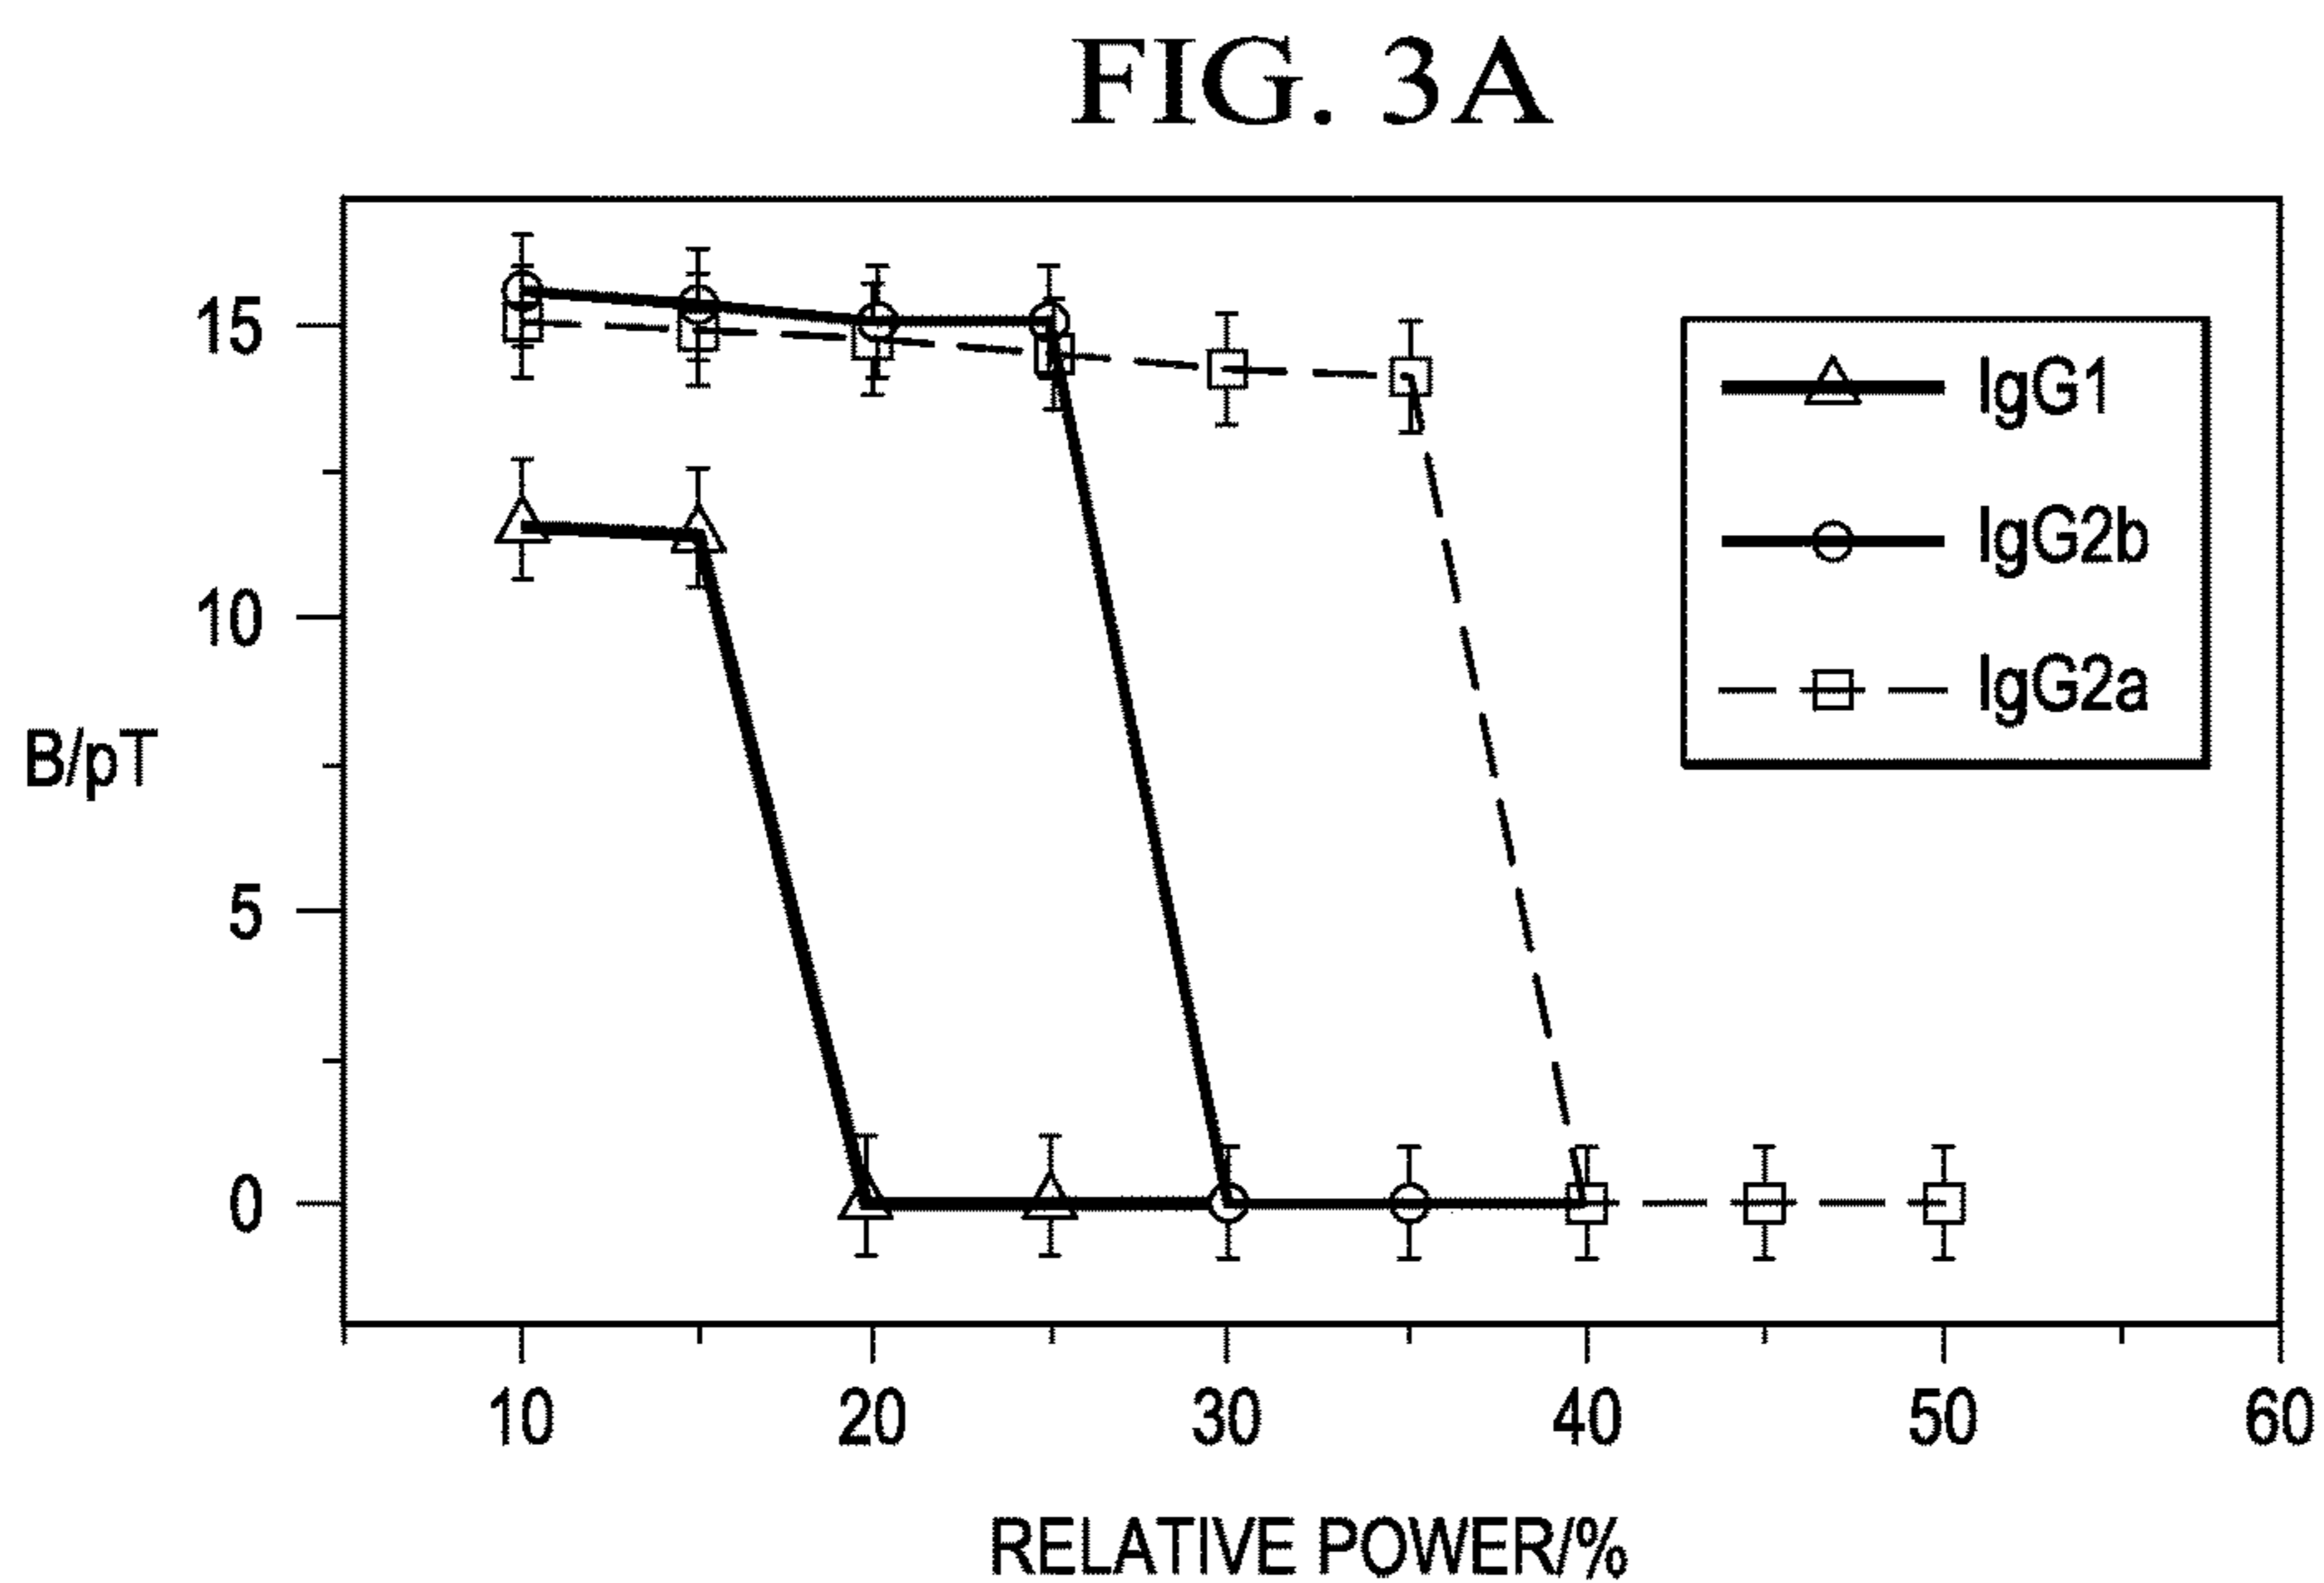 FIG. 3A
15
10
5
0
B/pT
IgG1
IgG2b
IgG2a
10 20 30 40 50 60
RELATIVE POWER/%